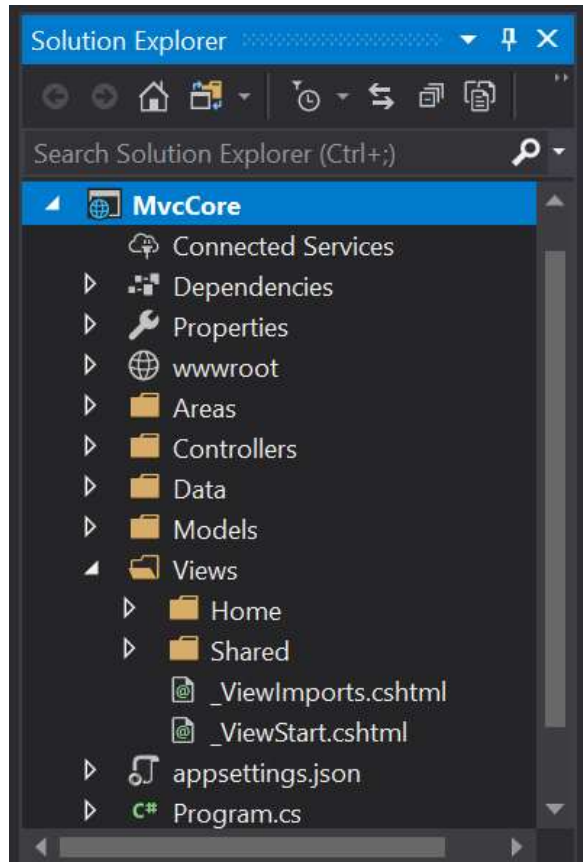 Solution Explorer
Search Solution Explorer (Ctrl+;)
MvcCore
Connected Services
Dependencies
Properties
wwwroot
Areas
Controllers
Data
Models
Views
Home
Shared
_ViewImports.cshtml
_ViewStart.cshtml
appsettings.json
C# Program.cs